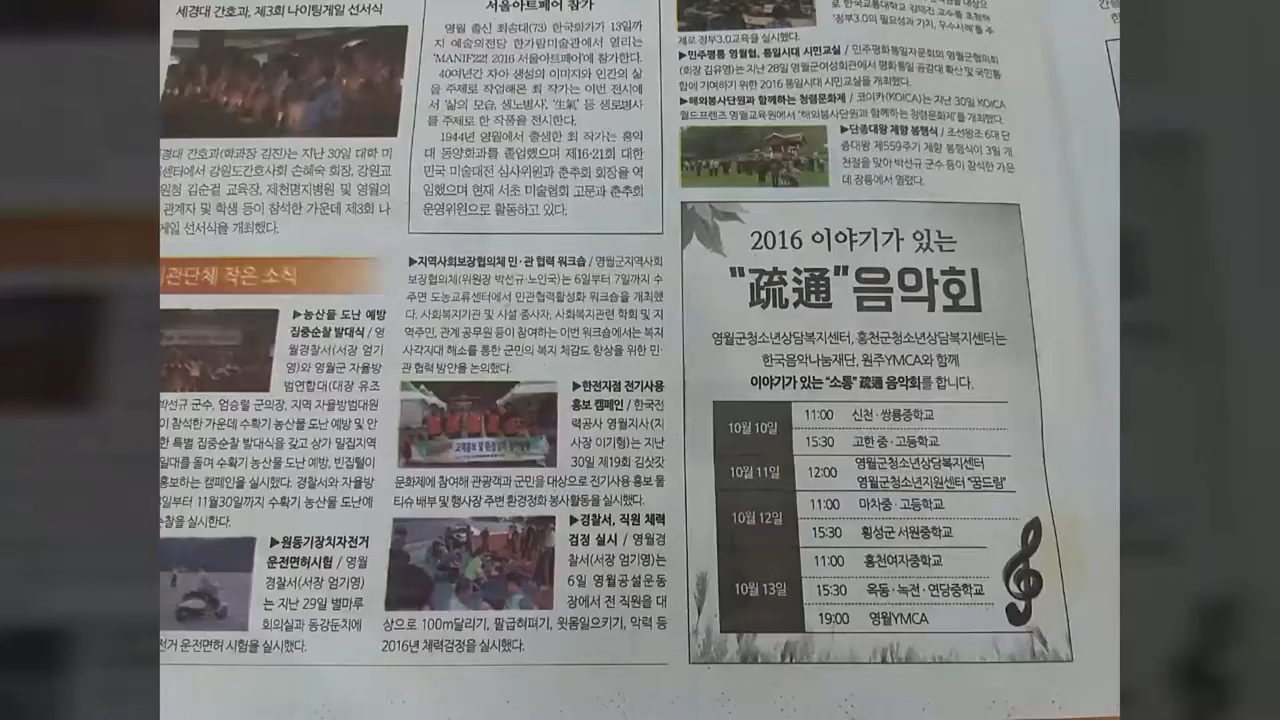 세경대 간호과, 제3회 나이팅게일 선서식
세경대 간호과(학과장 김진)는 지난 30일 대학 미
센터에서 강원도간호사회 손혜숙 회장, 강원교
원청 김순걸 교육장, 제천명지병원 및 영월의
관계자 및 학생 등이 참석한 가운데 제3회 나
게일 선서식을 개최했다.
서울아트페어 참가
영월 출신 최송대(73) 한국화가가 13일까
지 예술의전당 한가람미술관에서 열리는
'MANIF22! 2016 서울아트페어'에 참가한다.
40여년간 자아 생성의 이미지와 인간의 삶
을 주제로 작업해온 최 작가는 이번 전시에
서 '삶의 모습, 생노병사', '生氣' 등 생로병사
를 주제로 한 작품을 전시한다.
1944년 영월에서 출생한 최 작가는 홍익
대 동양화과를 졸업했으며 제16·21회 대한
민국 미술대전 심사위원과 춘추회 회장을 역
임했으며 현재 서초 미술협회 고문과 춘추회
운영위원으로 활동하고 있다.
로 한국교통대학교 김덕진 교수를 초청해
'정부3.0의 필요성과 가치, 우수사례'를 주
제로 정부3.0교육을 실시했다.
▶민주평통 영월협, 통일시대 시민교실 / 민주평화통일자문회의 영월군협의회
(회장 김유영)는 지난 28일 영월군여성회관에서 평화통일 공감대 확산 및 국민통
합에 기여하기 위한 2016 통일시대 시민교실을 개최했다.
▶해외봉사단원과 함께하는 청렴문화제 / 코이카(KOICA)는 지난 30일 KOICA
월드프렌즈 영월교육원에서 '해외봉사단원과 함께하는 청렴문화제'를 개최했다.
▶단종대왕 제향 봉행식 / 조선왕조 6대 단
종대왕 제559주기 제향 봉행식이 3일 개
천절을 맞아 박선규 군수 등이 참석한 가운
데 장릉에서 열렸다.
기관단체 작은 소식
▶농산물 도난 예방
집중순찰 발대식 / 영
월경찰서(서장 엄기
영)와 영월군 자율방
범연합대(대장 유조
박선규 군수, 엄승렬 군의장, 지역 자율방범대원
이 참석한 가운데 수확기 농산물 도난 예방 및 안
한 특별 집중순찰 발대식을 갖고 상가 밀집지역
일대를 돌며 수확기 농산물 도난 예방, 빈집털이
홍보하는 캠페인을 실시했다. 경찰서와 자율방
일부터 11월30일까지 수확기 농산물 도난예
순찰을 실시한다.
▶원동기장치자전거
운전면허시험 / 영월
경찰서(서장 엄기영)
는 지난 29일 별마루
회의실과 동강둔치에
전거 운전면허 시험을 실시했다.
▶지역사회보장협의체 민·관 협력 워크숍 / 영월군지역사회
보장협의체(위원장 박선규·노인국)는 6일부터 7일까지 수
주면 도농교류센터에서 민관협력활성화 워크숍을 개최했
다. 사회복지기관 및 시설 종사자, 사회복지관련 학회 및 지
역주민, 관계 공무원 등이 참여하는 이번 워크숍에서는 복지
사각지대 해소를 통한 군민의 복지 체감도 향상을 위한 민·
관 협력 방안을 논의했다.
▶한전지점 전기사용
홍보 캠페인 / 한국전
력공사 영월지사(지
사장 이기형)는 지난
30일 제19회 김삿갓
문화제에 참여해 관광객과 군민을 대상으로 전기사용 홍보 물
티슈 배부 및 행사장 주변 환경정화 봉사활동을 실시했다.
▶경찰서, 직원 체력
검정 실시 / 영월경
찰서(서장 엄기영)는
6일 영월공설운동
장에서 전 직원을 대
상으로 100m달리기, 팔굽혀펴기, 윗몸일으키기, 악력 등
2016년 체력검정을 실시했다.
2016 이야기가 있는
"疏通"음악회
영월군청소년상담복지센터, 홍천군청소년상담복지센터는
한국음악나눔재단, 원주YMCA와 함께
이야기가 있는 "소통" 疏通 음악회를 합니다.
10월 10일 11:00 신천·쌍룡중학교
15:30 고한 중·고등학교
10월 11일 12:00 영월군청소년상담복지센터
영월군청소년지원센터 "꿈드림"
10월 12일 11:00 마차중·고등학교
15:30 횡성군 서원중학교
10월 13일 11:00 홍천여자중학교
15:30 옥동·녹전·연당중학교
19:00 영월YMCA